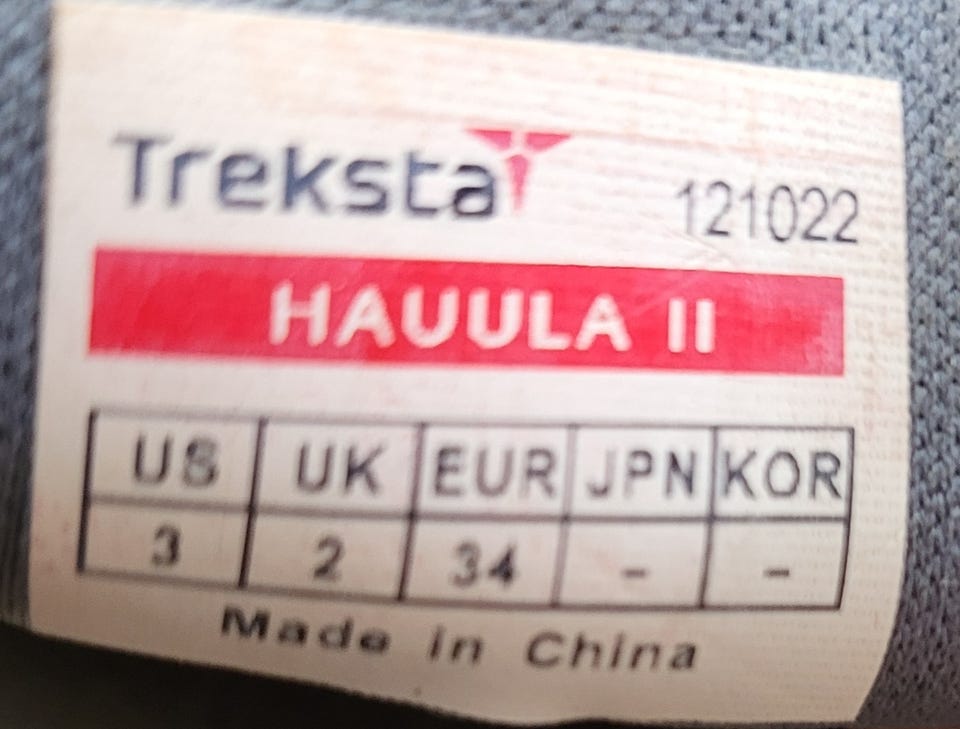 Treksta 121022
HAUULA II
US UK EUR JPN KOR
3 2 34 - -
Made in China